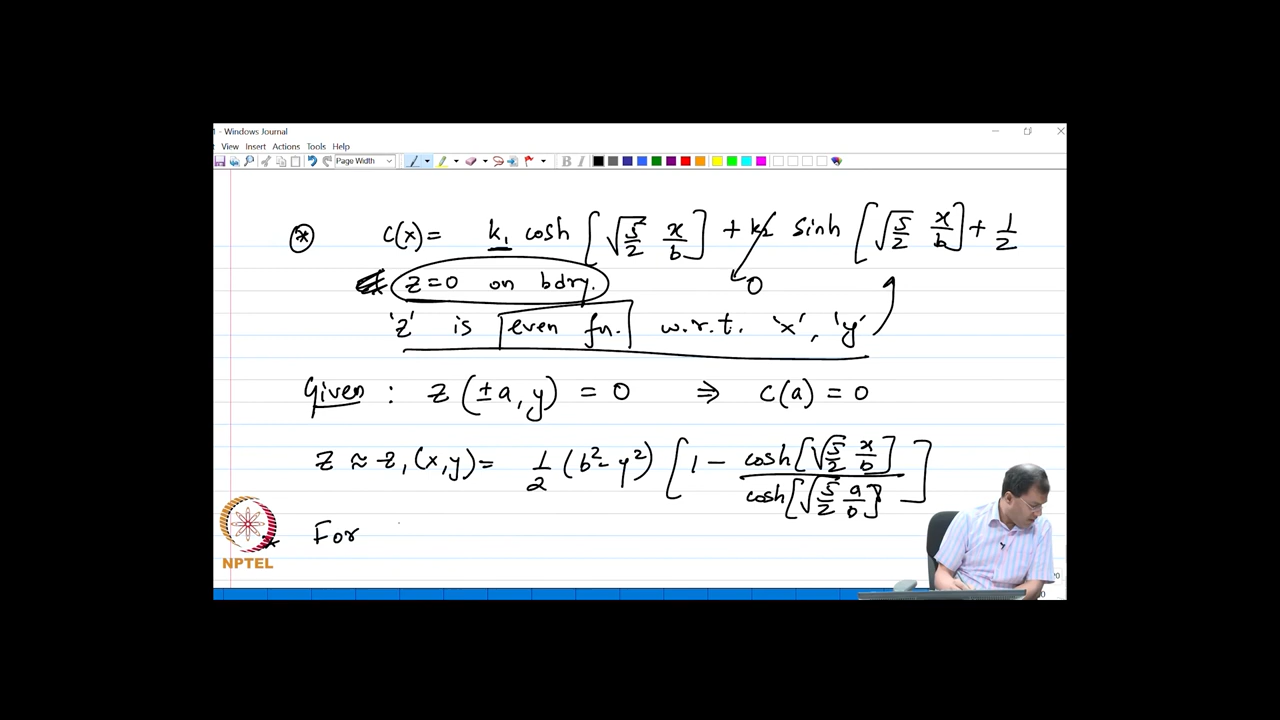 1 - Windows Journal
View Insert Actions Tools Help
Page Width
B I
* c(x) = k₁ cosh [√5/2 x/b] + k₂ sinh [√5/2 x/b] + 1/2
z=0 on bdry. 0
'z' is even fn. w.r.t. 'x', 'y'
Given : z (±a, y) = 0 ⇒ c(a) = 0
z ≈ z₁(x,y) = 1/2 (b²-y²) [1 - cosh[√5/2 x/b] / cosh[√5/2 a/b]]
* For
NPTEL